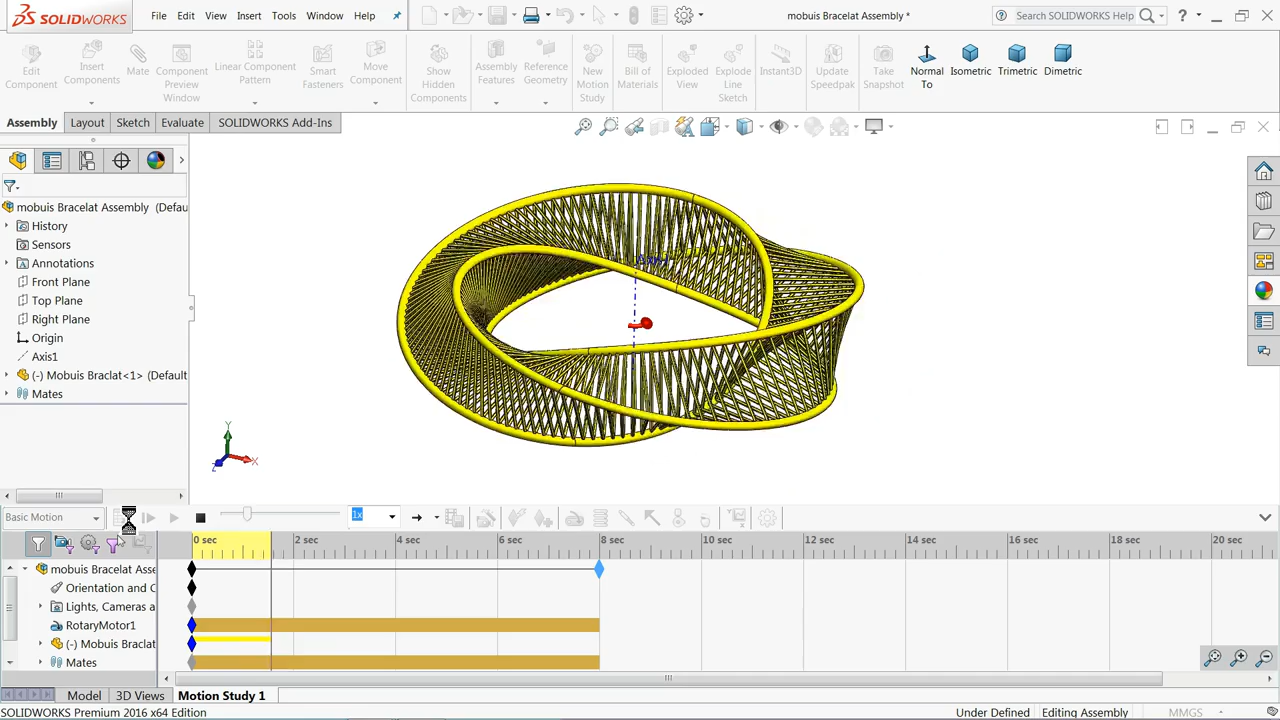 SOLIDWORKS File Edit View Insert Tools Window Help mobuis Bracelat Assembly * Search SOLIDWORKS Help ?
Edit Component
Insert Components
Mate
Component Preview Window
Linear Component Pattern
Smart Fasteners
Move Component
Show Hidden Components
Assembly Features
Reference Geometry
New Motion Study
Bill of Materials
Exploded View
Explode Line Sketch
Instant3D
Update Speedpak
Take Snapshot
Normal To
Isometric
Trimetric
Dimetric
Assembly Layout Sketch Evaluate SOLIDWORKS Add-Ins
mobuis Bracelat Assembly (Defau
History
Sensors
Annotations
Front Plane
Top Plane
Right Plane
Origin
Axis1
(-) Mobuis Braclat<1> (Default
Mates
Y
X
Z
Basic Motion 1x
0 sec 2 sec 4 sec 6 sec 8 sec 10 sec 12 sec 14 sec 16 sec 18 sec 20 sec
mobuis Bracelat Asse
Orientation and C
Lights, Cameras a
RotaryMotor1
(-) Mobuis Braclat
Mates
Model 3D Views Motion Study 1
SOLIDWORKS Premium 2016 x64 Edition Under Defined Editing Assembly MMGS